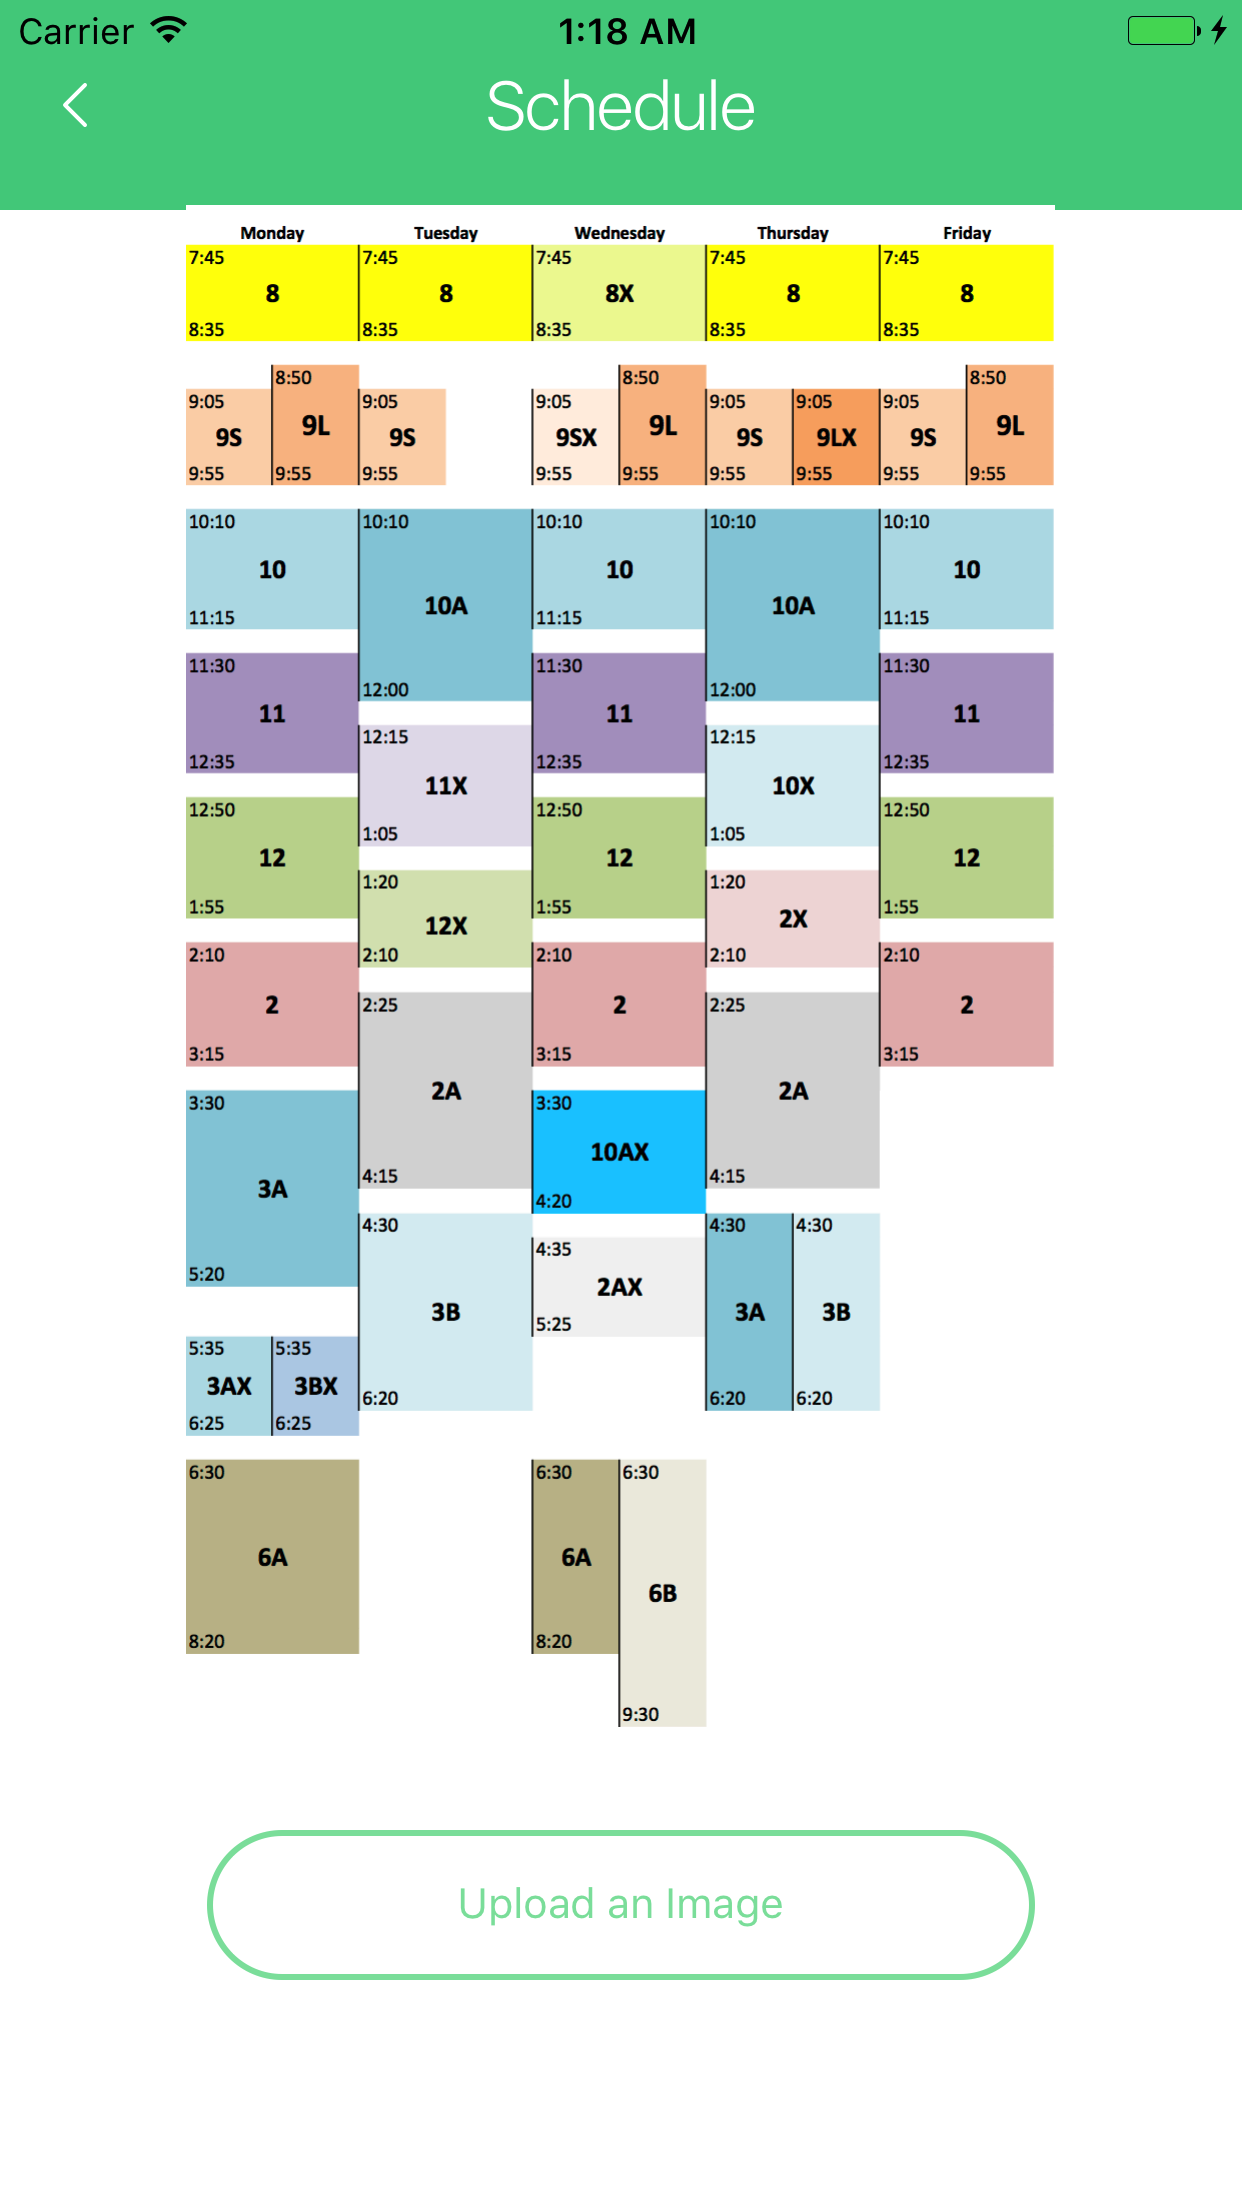 Carrier 1:18 AM
Schedule
Monday Tuesday Wednesday Thursday Friday
7:45 7:45 7:45 7:45 7:45
8 8 8X 8 8
8:35 8:35 8:35 8:35 8:35
8:50 8:50 8:50
9:05 9:05 9:05 9:05 9:05 9:05
9S 9L 9S 9SX 9L 9S 9LX 9S 9L
9:55 9:55 9:55 9:55 9:55 9:55 9:55 9:55 9:55
10:10 10:10 10:10 10:10 10:10
10 10 10
10A 10A
11:15 11:15 11:15
11:30 11:30 11:30
12:00 12:00
11 11 11
12:15 12:15
12:35 12:35 12:35
11X 10X
12:50 12:50 12:50
1:05 1:05
12 12 12
1:20 1:20
1:55 1:55 1:55
12X 2X
2:10 2:10 2:10 2:10 2:10
2 2 2
2:25 2:25
3:15 3:15 3:15
2A 2A
3:30 3:30
10AX
4:15 4:15
3A
4:20
4:30 4:30 4:30
4:35
5:20 2AX
3B 3A 3B
5:25
5:35 5:35
3AX 3BX
6:20 6:20 6:20
6:25 6:25
6:30 6:30 6:30
6A 6A
6B
8:20 8:20
9:30
Upload an Image